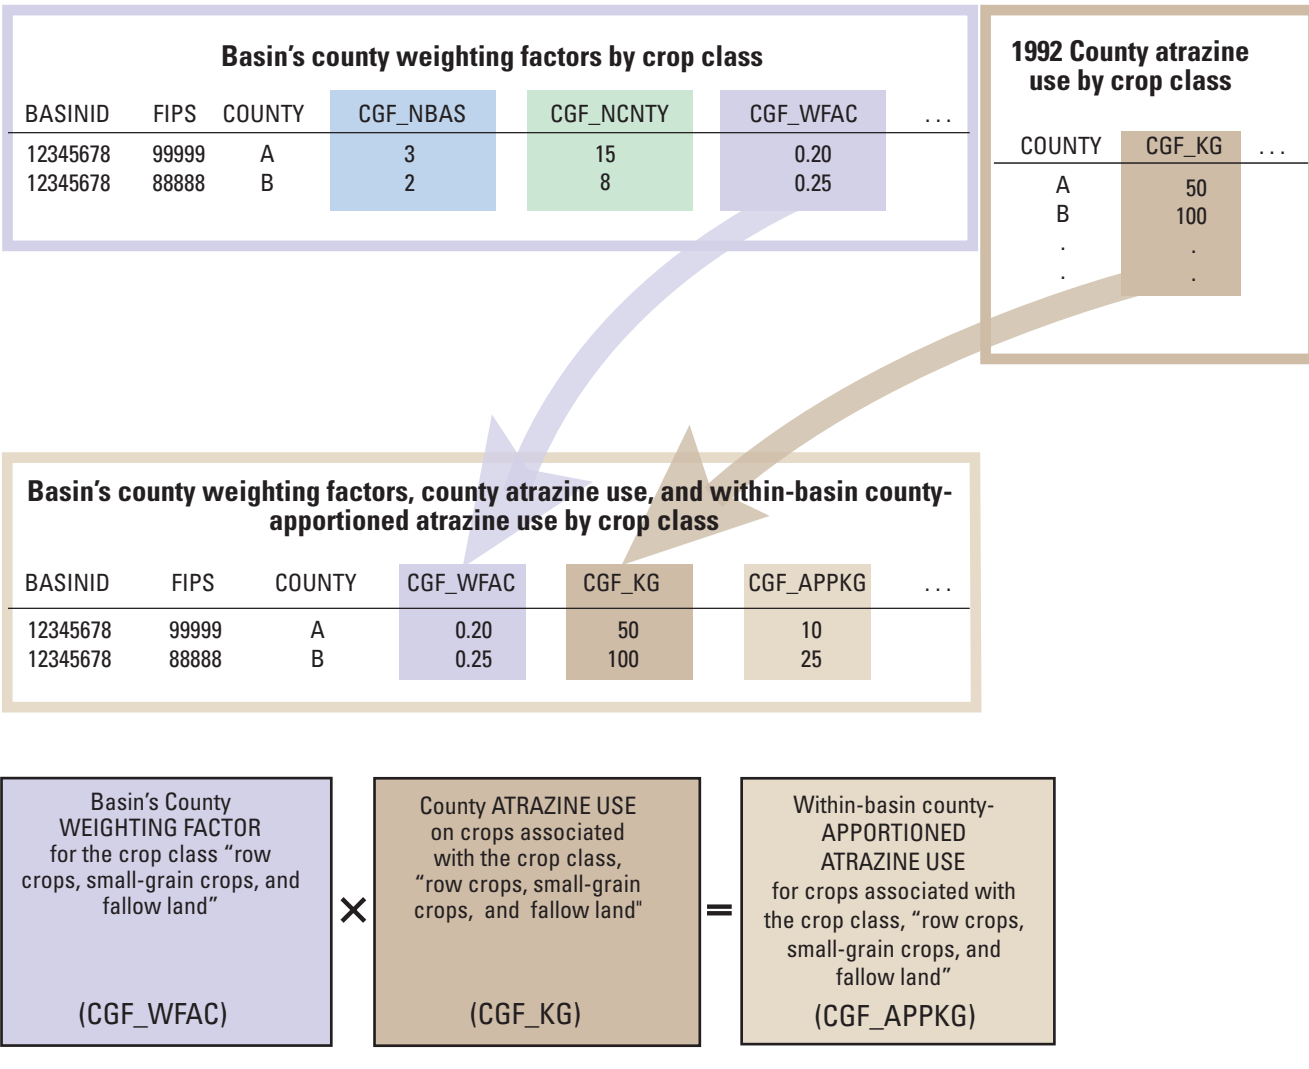 Basin’s county weighting factors by crop class
BASINID FIPS COUNTY CGF_NBAS CGF_NCNTY CGF_WFAC . . .
12345678 99999 A 3 15 0.20
12345678 88888 B 2 8 0.25
1992 County atrazine
use by crop class
COUNTY CGF_KG . . .
A 50
B 100
. .
. .
Basin’s county weighting factors, county atrazine use, and within-basin county-
apportioned atrazine use by crop class
BASINID FIPS COUNTY CGF_WFAC CGF_KG CGF_APPKG . . .
12345678 99999 A 0.20 50 10
12345678 88888 B 0.25 100 25
Basin’s County
WEIGHTING FACTOR
for the crop class “row
crops, small-grain crops, and
fallow land”
(CGF_WFAC)
×
County ATRAZINE USE
on crops associated
with the crop class,
“row crops, small-grain
crops, and fallow land"
(CGF_KG)
=
Within-basin county-
APPORTIONED
ATRAZINE USE
for crops associated with
the crop class, “row crops,
small-grain crops, and
fallow land”
(CGF_APPKG)